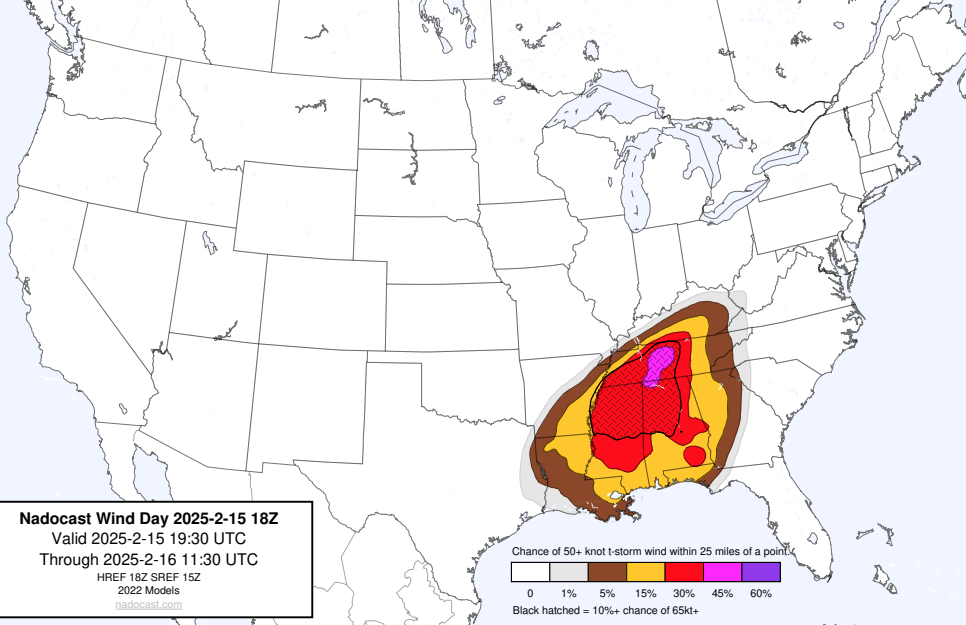 Nadocast Wind Day 2025-2-15 18Z
Valid 2025-2-15 19:30 UTC
Through 2025-2-16 11:30 UTC
HREF 18Z SREF 15Z
2022 Models
nadocast.com
Chance of 50+ knot t-storm wind within 25 miles of a point.
0 1% 5% 15% 30% 45% 60%
Black hatched = 10%+ chance of 65kt+